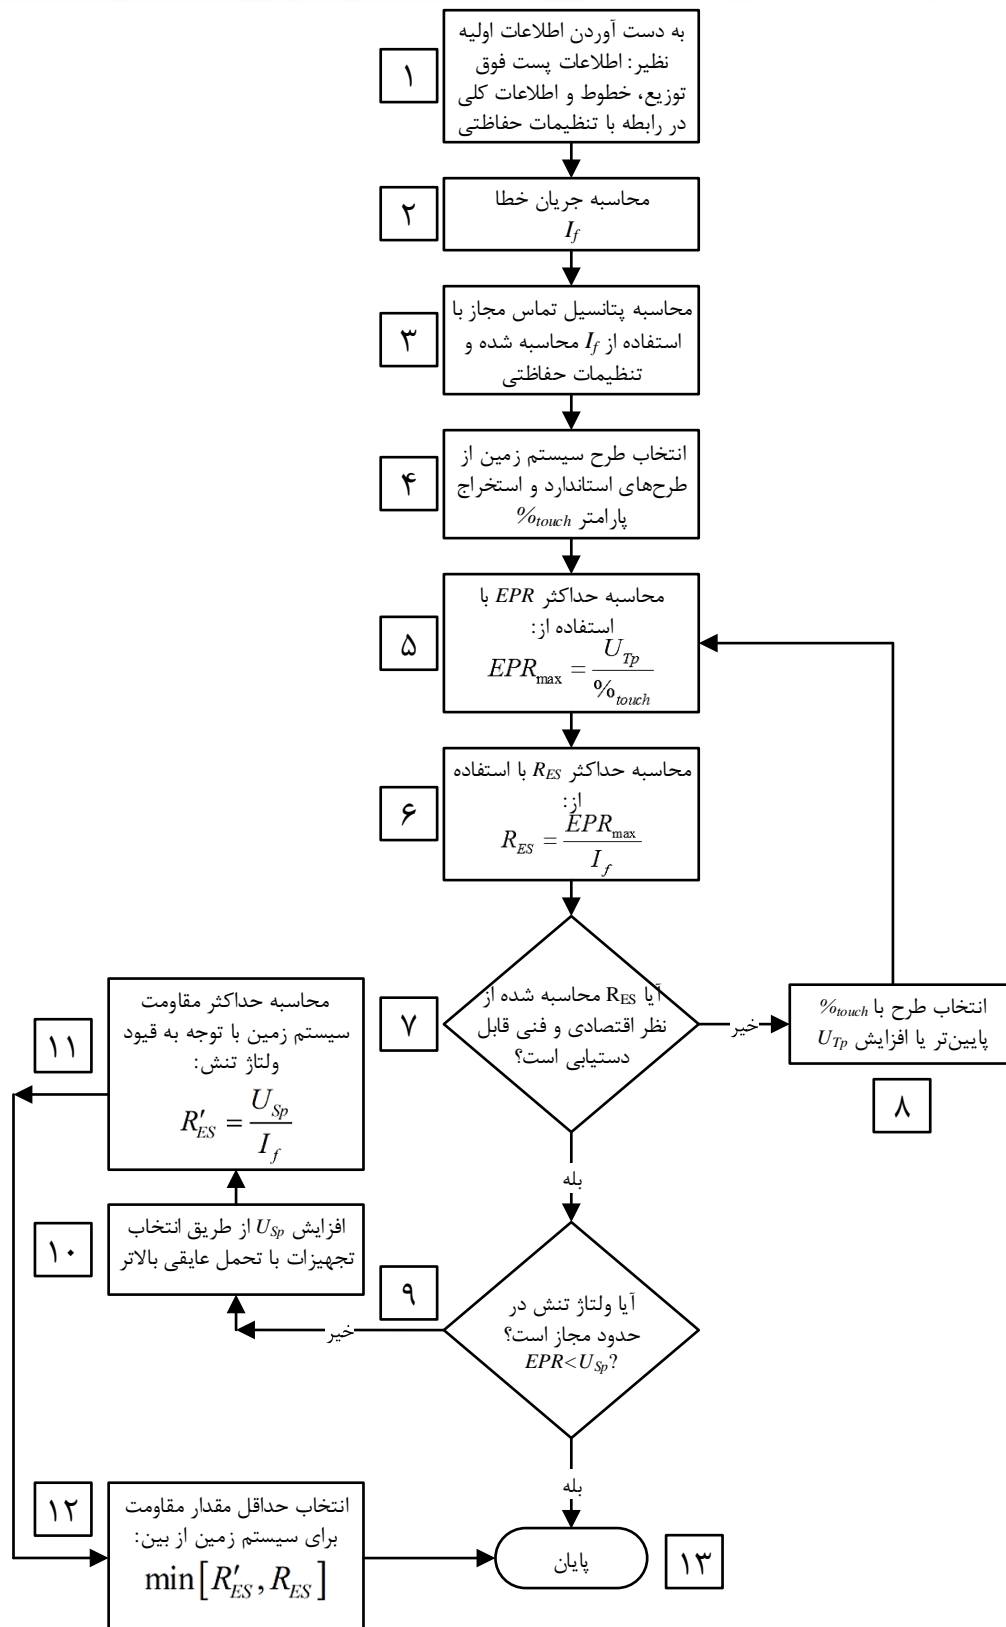 به دست آوردن اطلاعات اولیه
نظیر: اطلاعات پست فوق
توزیع، خطوط و اطلاعات کلی
در رابطه با تنظیمات حفاظتی
۱
محاسبه جریان خطا
I_f
۲
محاسبه پتانسیل تماس مجاز با
استفاده از I_f محاسبه شده و
تنظیمات حفاظتی
۳
انتخاب طرح سیستم زمین از
طرح‌های استاندارد و استخراج
پارامتر %touch
۴
محاسبه حداکثر EPR با
استفاده از:
EPR_max = U_Tp / %touch
۵
محاسبه حداکثر R_ES با استفاده
از:
R_ES = EPR_max / I_f
۶
آیا R_ES محاسبه شده از
نظر اقتصادی و فنی قابل
دستیابی است؟
۷
خیر
انتخاب طرح با %touch
پایین‌تر یا افزایش U_Tp
۸
بله
آیا ولتاژ تنش در
حدود مجاز است؟
EPR<U_Sp?
۹
خیر
افزایش U_Sp از طریق انتخاب
تجهیزات با تحمل عایقی بالاتر
۱۰
محاسبه حداکثر مقاومت
سیستم زمین با توجه به قیود
ولتاژ تنش:
R′_ES = U_Sp / I_f
۱۱
انتخاب حداقل مقدار مقاومت
برای سیستم زمین از بین:
min[R′_ES, R_ES]
۱۲
بله
پایان
۱۳